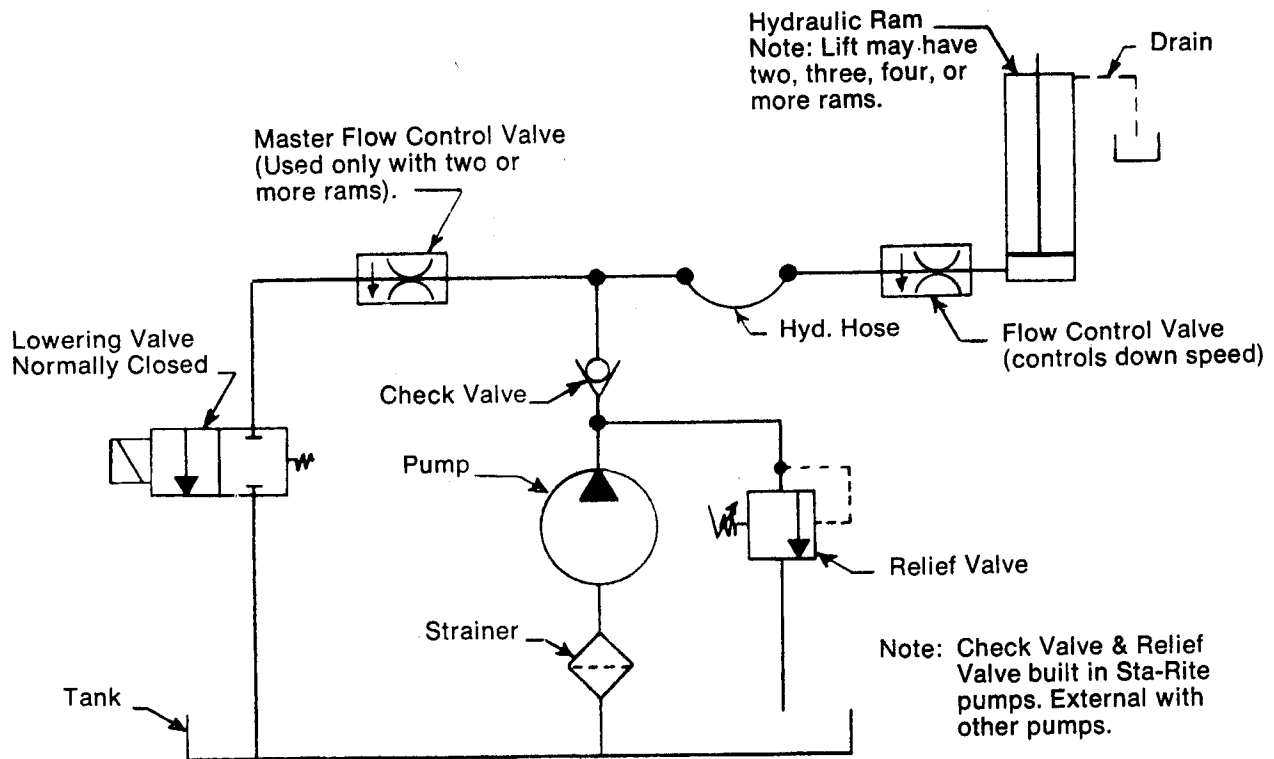 Hydraulic Ram
Note: Lift may have
two, three, four, or
more rams.
Drain
Master Flow Control Valve
(Used only with two or
more rams).
Hyd. Hose
Flow Control Valve
(controls down speed)
Lowering Valve
Normally Closed
Check Valve
Pump
Relief Valve
Strainer
Note: Check Valve & Relief
Valve built in Sta-Rite
pumps. External with
other pumps.
Tank